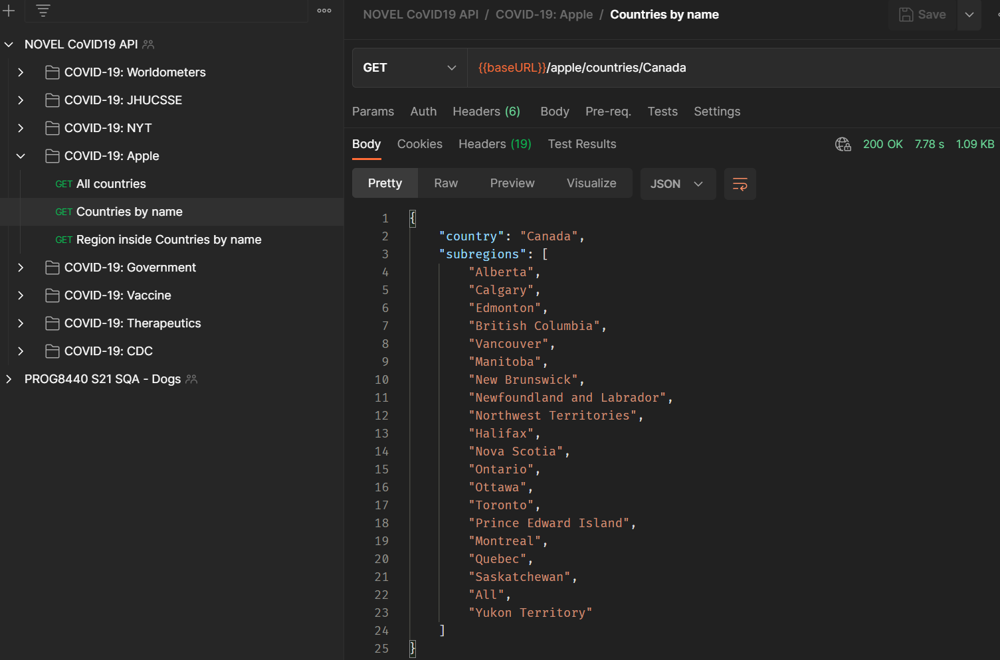 NOVEL CoVID19 API
COVID-19: Worldometers
COVID-19: JHUCSSE
COVID-19: NYT
COVID-19: Apple
GET All countries
GET Countries by name
GET Region inside Countries by name
COVID-19: Government
COVID-19: Vaccine
COVID-19: Therapeutics
COVID-19: CDC
PROG8440 S21 SQA - Dogs
NOVEL CoVID19 API / COVID-19: Apple / Countries by name
Save
GET {{baseURL}}/apple/countries/Canada
Params Auth Headers (6) Body Pre-req. Tests Settings
Body Cookies Headers (19) Test Results 200 OK 7.78 s 1.09 KB
Pretty Raw Preview Visualize JSON
1 {
2 "country": "Canada",
3 "subregions": [
4 "Alberta",
5 "Calgary",
6 "Edmonton",
7 "British Columbia",
8 "Vancouver",
9 "Manitoba",
10 "New Brunswick",
11 "Newfoundland and Labrador",
12 "Northwest Territories",
13 "Halifax",
14 "Nova Scotia",
15 "Ontario",
16 "Ottawa",
17 "Toronto",
18 "Prince Edward Island",
19 "Montreal",
20 "Quebec",
21 "Saskatchewan",
22 "All",
23 "Yukon Territory"
24 ]
25 }